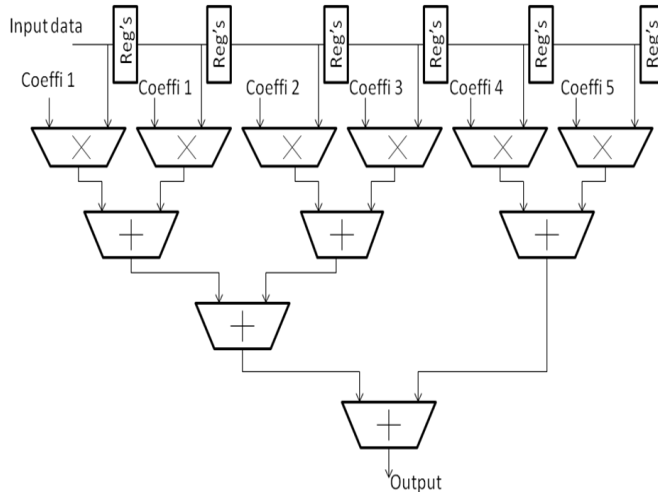 Input data
Reg's
Reg's
Reg's
Reg's
Reg's
Reg's
Coeffi 1
Coeffi 1
Coeffi 2
Coeffi 3
Coeffi 4
Coeffi 5
×
×
×
×
×
×
+
+
+
+
+
Output